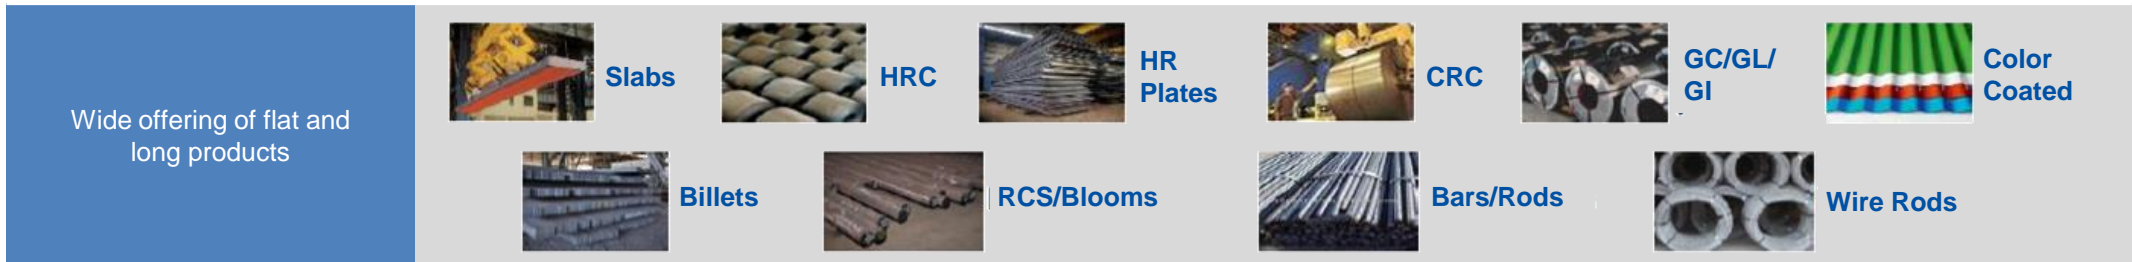 Wide offering of flat and
long products
Slabs
HRC
HR
Plates
CRC
GC/GL/
GI
Color
Coated
Billets
RCS/Blooms
Bars/Rods
Wire Rods